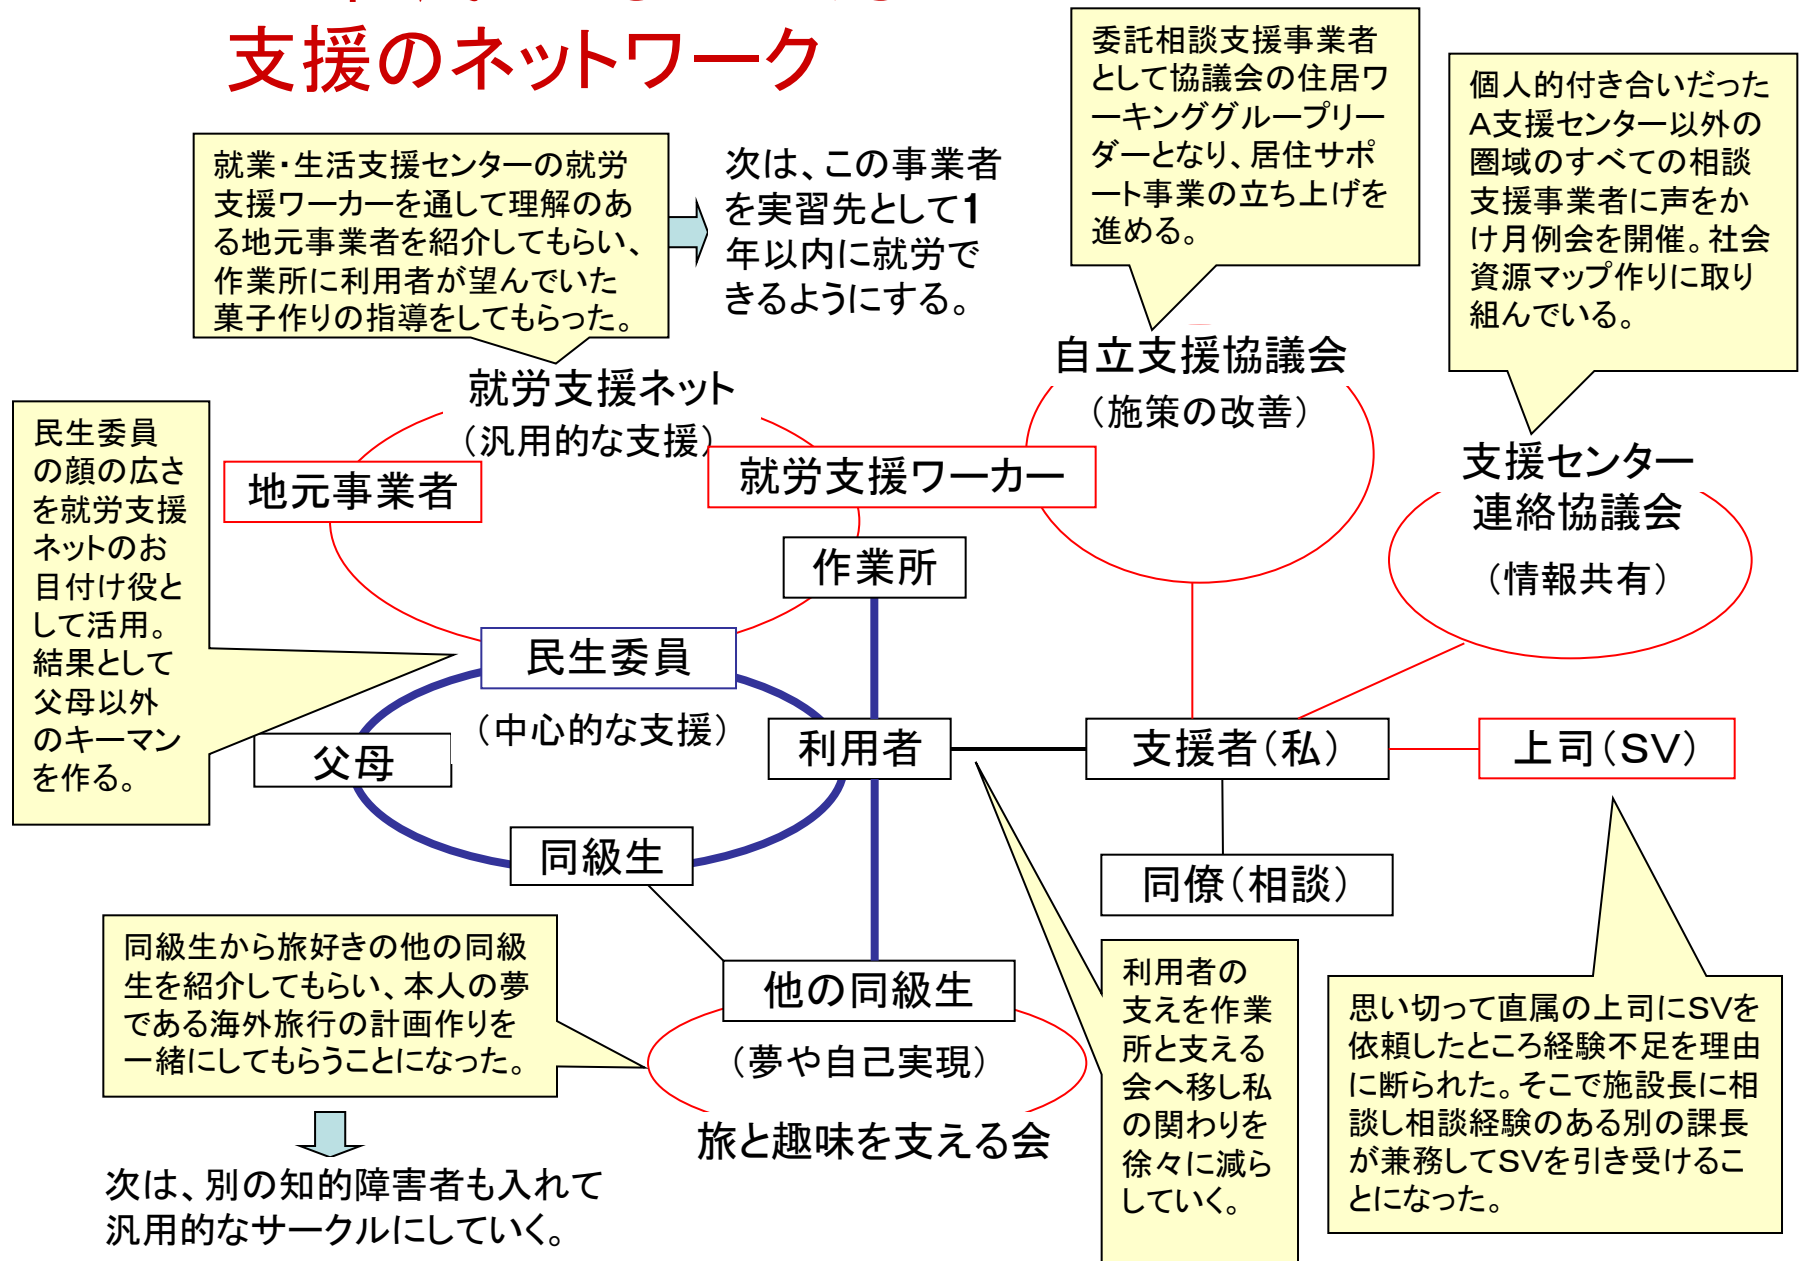 支援のネットワーク
委託相談支援事業者
として協議会の住居ワ
ーキンググループリー
ダーとなり、居住サポ
ート事業の立ち上げを
進める。
個人的付き合いだった
A支援センター以外の
圏域のすべての相談
支援事業者に声をか
け月例会を開催。社会
資源マップ作りに取り
組んでいる。
就業・生活支援センターの就労
支援ワーカーを通して理解のあ
る地元事業者を紹介してもらい、
作業所に利用者が望んでいた
菓子作りの指導をしてもらった。
次は、この事業者
を実習先として1
年以内に就労で
きるようにする。
自立支援協議会
（施策の改善）
就労支援ネット
（汎用的な支援）
民生委員
の顔の広さ
を就労支援
ネットのお
目付け役と
して活用。
結果として
父母以外
のキーマン
を作る。
地元事業者
就労支援ワーカー
支援センター
連絡協議会
（情報共有）
作業所
民生委員
（中心的な支援）
父母
利用者
支援者（私）
上司（SV）
同級生
同僚（相談）
同級生から旅好きの他の同級
生を紹介してもらい、本人の夢
である海外旅行の計画作りを
一緒にしてもらうことになった。
他の同級生
（夢や自己実現）
旅と趣味を支える会
利用者の
支えを作業
所と支える
会へ移し私
の関わりを
徐々に減ら
していく。
思い切って直属の上司にSVを
依頼したところ経験不足を理由
に断られた。そこで施設長に相
談し相談経験のある別の課長
が兼務してSVを引き受けるこ
とになった。
次は、別の知的障害者も入れて
汎用的なサークルにしていく。